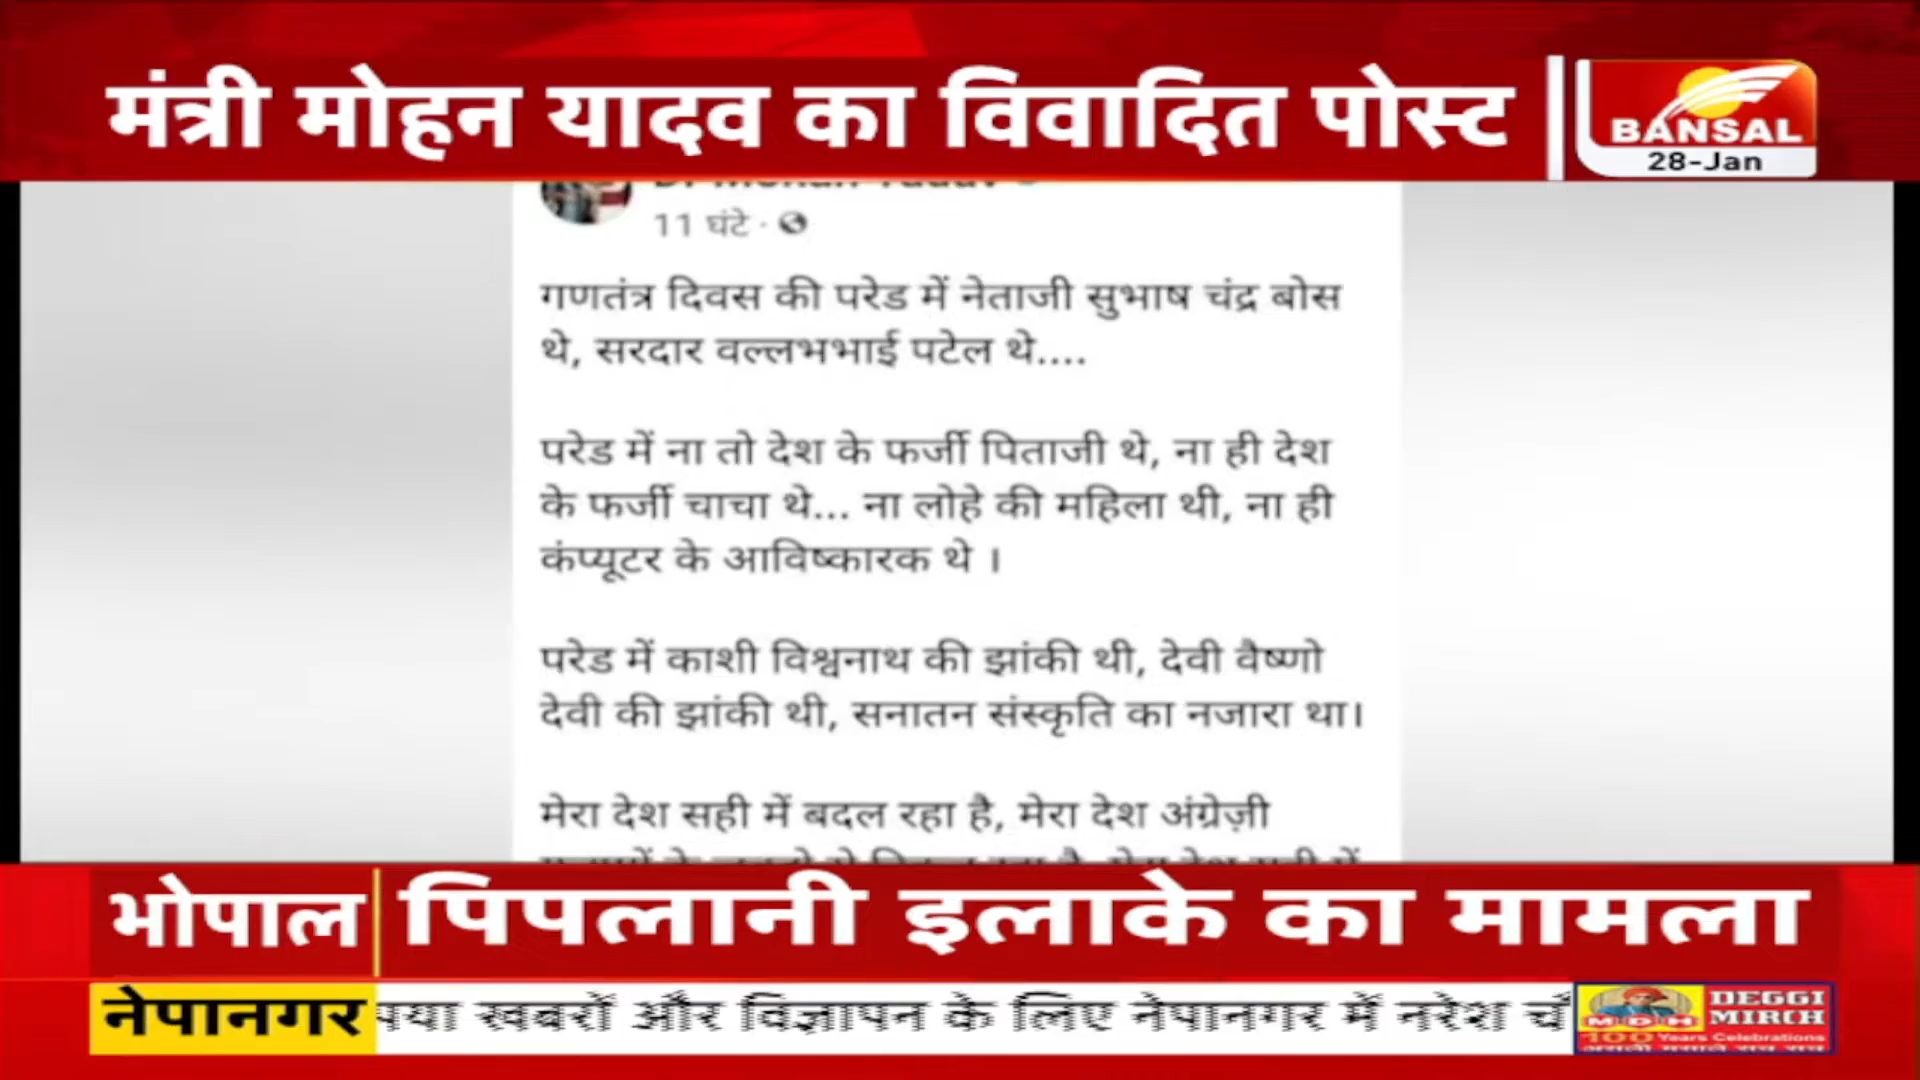 मंत्री मोहन यादव का विवादित पोस्ट
BANSAL
28-Jan
11 घंटे ·
गणतंत्र दिवस की परेड में नेताजी सुभाष चंद्र बोस
थे, सरदार वल्लभभाई पटेल थे....
परेड में ना तो देश के फर्जी पिताजी थे, ना ही देश
के फर्जी चाचा थे... ना लोहे की महिला थी, ना ही
कंप्यूटर के आविष्कारक थे ।
परेड में काशी विश्वनाथ की झांकी थी, देवी वैष्णो
देवी की झांकी थी, सनातन संस्कृति का नजारा था।
मेरा देश सही में बदल रहा है, मेरा देश अंग्रेज़ी
भोपाल
पिपलानी इलाके का मामला
नेपानगर
खबरों और विज्ञापन के लिए नेपानगर में नरेश
MDH
DEGGI
MIRCH
100 Years Celebrations